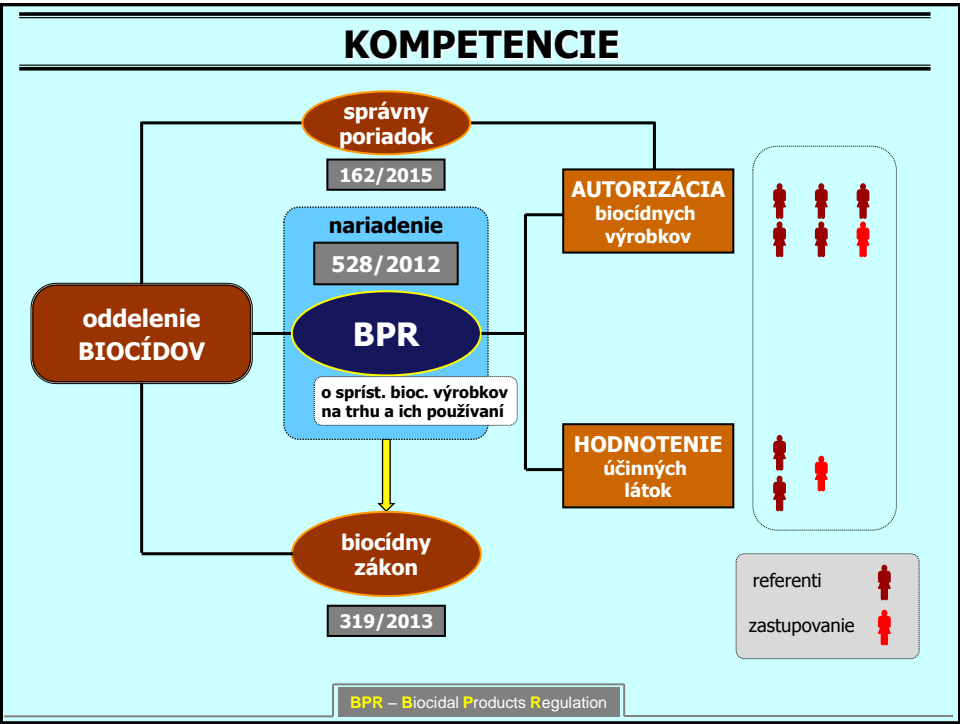 KOMPETENCIE
správny
poriadok
162/2015
nariadenie
528/2012
oddelenie
BIOCÍDOV
BPR
o spríst. bioc. výrobkov
na trhu a ich používaní
AUTORIZÁCIA
biocídnych
výrobkov
HODNOTENIE
účinných
látok
biocídny
zákon
319/2013
referenti
zastupovanie
BPR – Biocidal Products Regulation